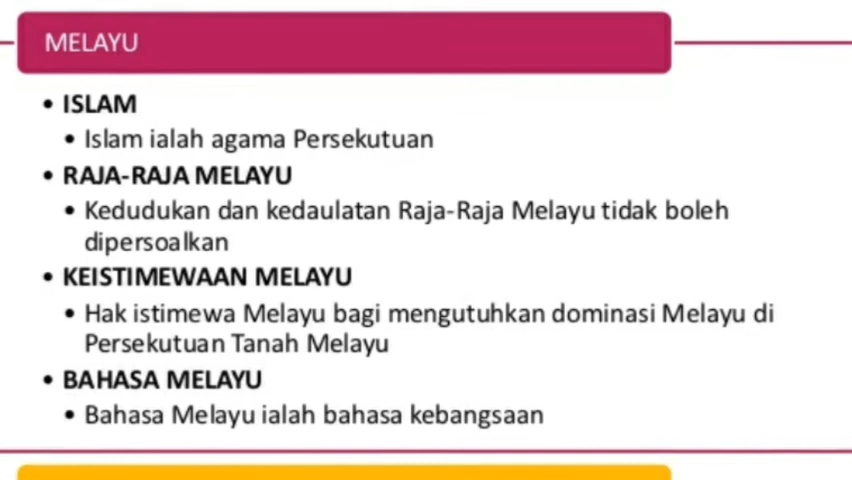 MELAYU
• ISLAM
• Islam ialah agama Persekutuan
• RAJA-RAJA MELAYU
• Kedudukan dan kedaulatan Raja-Raja Melayu tidak boleh
dipersoalkan
• KEISTIMEWAAN MELAYU
• Hak istimewa Melayu bagi mengutuhkan dominasi Melayu di
Persekutuan Tanah Melayu
• BAHASA MELAYU
• Bahasa Melayu ialah bahasa kebangsaan